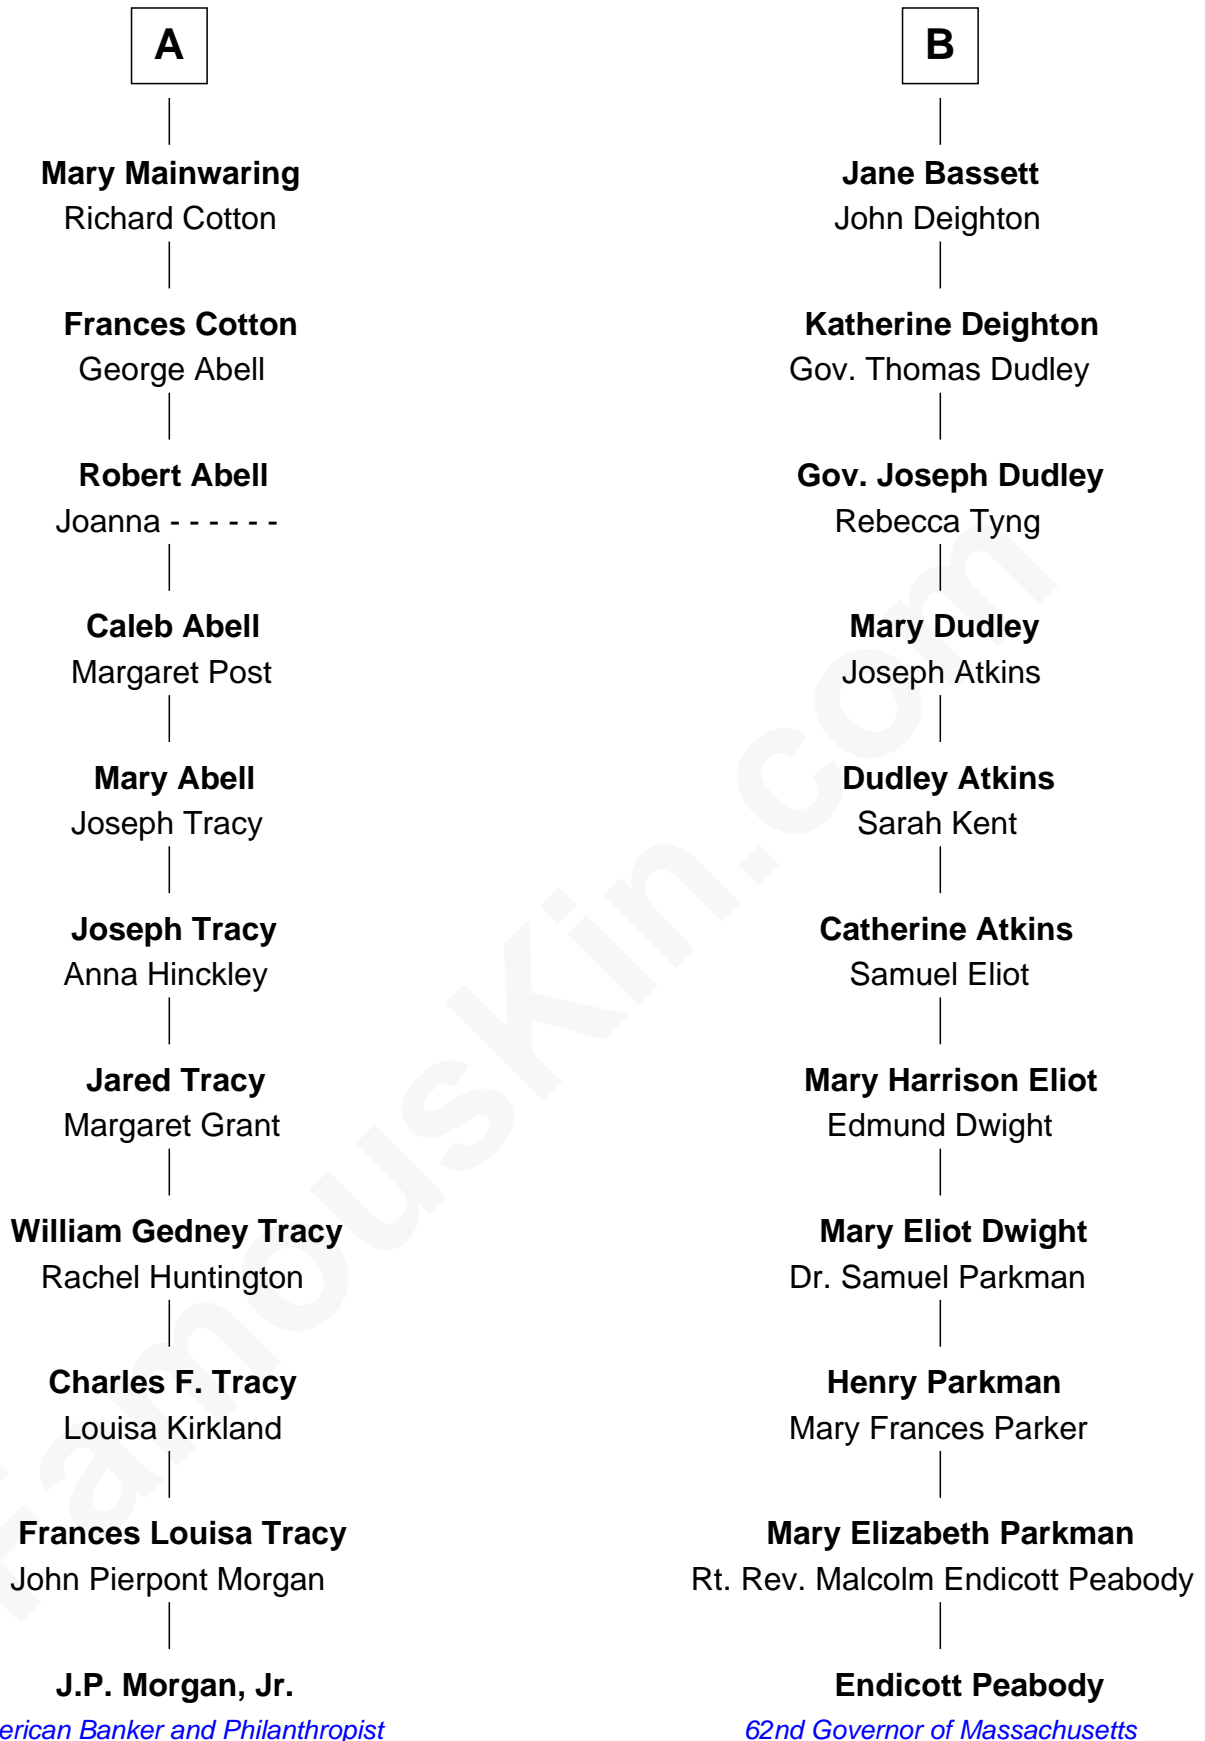 A
Mary Mainwaring
Richard Cotton
Frances Cotton
George Abell
Robert Abell
Joanna - - - - - -
Caleb Abell
Margaret Post
Mary Abell
Joseph Tracy
Joseph Tracy
Anna Hinckley
Jared Tracy
Margaret Grant
William Gedney Tracy
Rachel Huntington
Charles F. Tracy
Louisa Kirkland
Frances Louisa Tracy
John Pierpont Morgan
J.P. Morgan, Jr.
erican Banker and Philanthropist
B
Jane Bassett
John Deighton
Katherine Deighton
Gov. Thomas Dudley
Gov. Joseph Dudley
Rebecca Tyng
Mary Dudley
Joseph Atkins
Dudley Atkins
Sarah Kent
Catherine Atkins
Samuel Eliot
Mary Harrison Eliot
Edmund Dwight
Mary Eliot Dwight
Dr. Samuel Parkman
Henry Parkman
Mary Frances Parker
Mary Elizabeth Parkman
Rt. Rev. Malcolm Endicott Peabody
Endicott Peabody
62nd Governor of Massachusetts
FamousKin.com